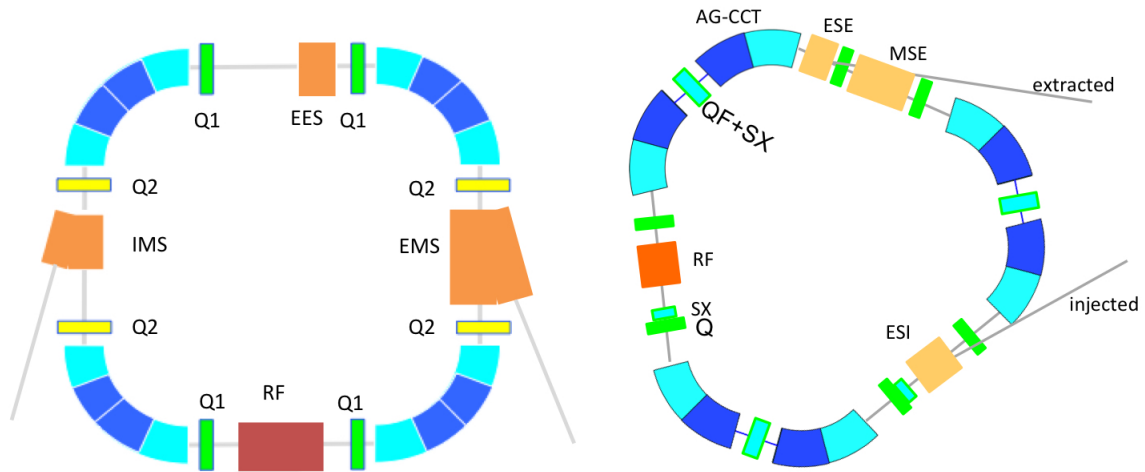 Q1
EES
Q1
Q2
Q2
IMS
EMS
Q2
Q2
Q1
RF
Q1
AG-CCT
ESE
MSE
extracted
QF+SX
RF
SX
Q
ESI
injected